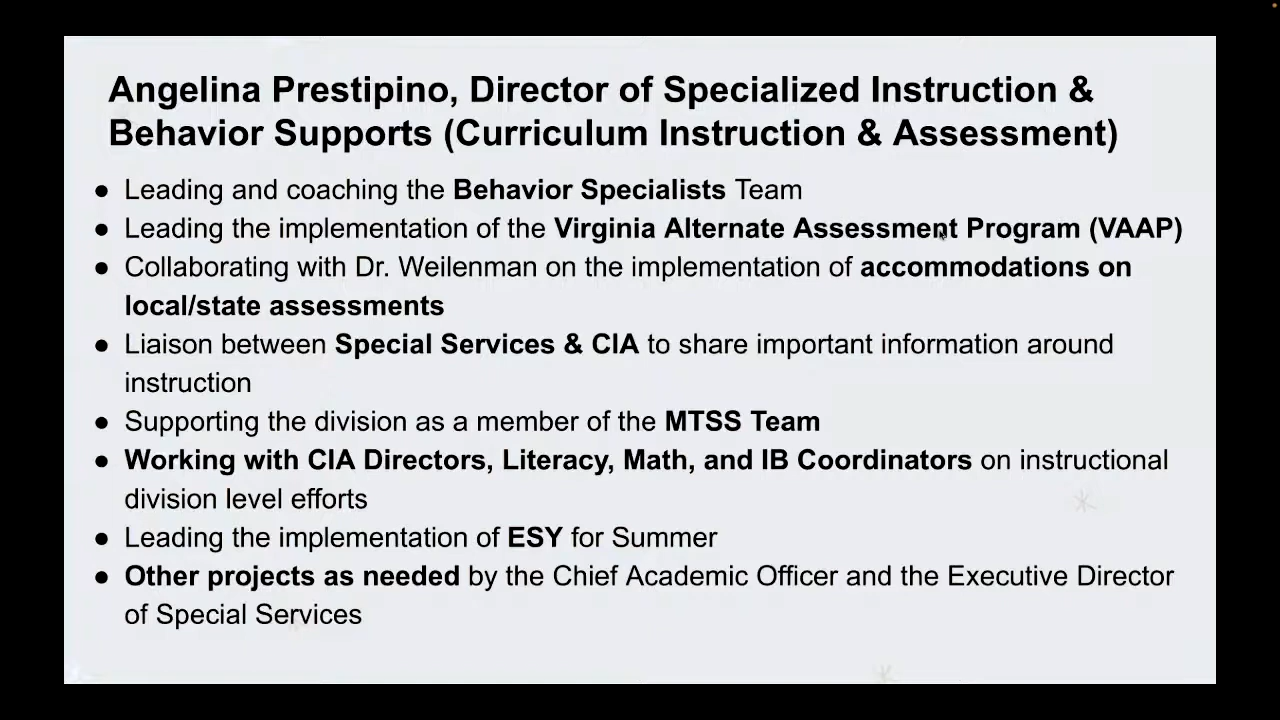 Angelina Prestipino, Director of Specialized Instruction &
Behavior Supports (Curriculum Instruction & Assessment)
● Leading and coaching the Behavior Specialists Team
● Leading the implementation of the Virginia Alternate Assessment Program (VAAP)
● Collaborating with Dr. Weilenman on the implementation of accommodations on
local/state assessments
● Liaison between Special Services & CIA to share important information around
instruction
● Supporting the division as a member of the MTSS Team
● Working with CIA Directors, Literacy, Math, and IB Coordinators on instructional
division level efforts
● Leading the implementation of ESY for Summer
● Other projects as needed by the Chief Academic Officer and the Executive Director
of Special Services